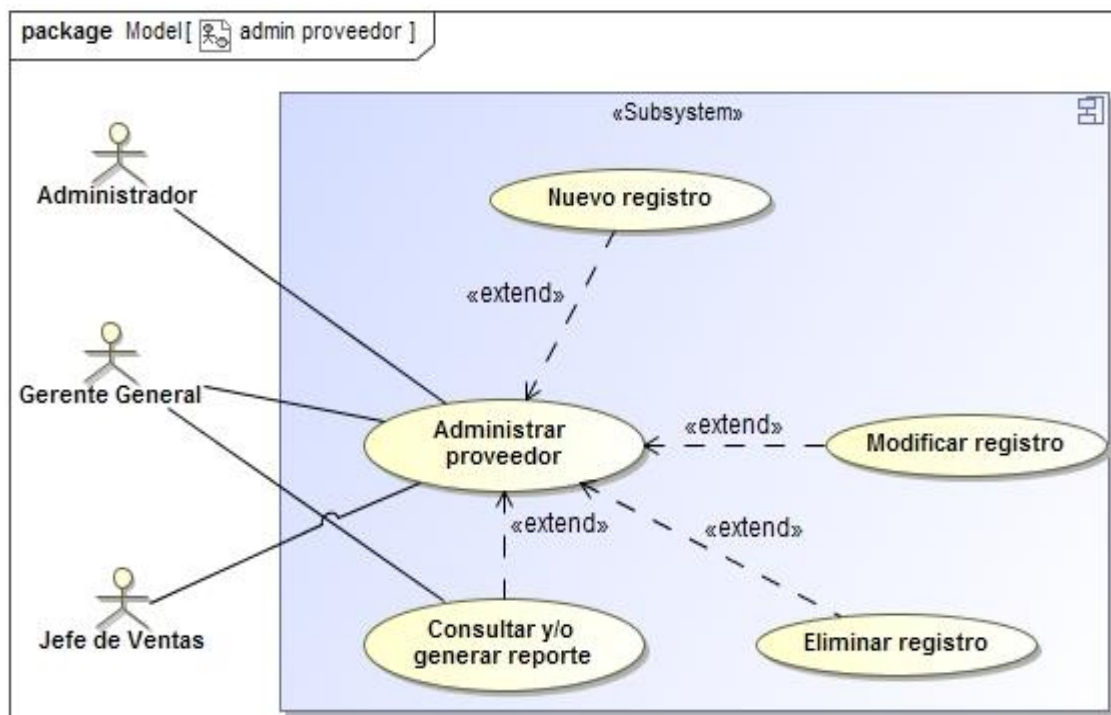 package Model[ admin proveedor ]
«Subsystem»
Administrador
Nuevo registro
«extend»
Gerente General
Administrar
proveedor
«extend»
Modificar registro
«extend»
«extend»
Jefe de Ventas
Consultar y/o
generar reporte
Eliminar registro